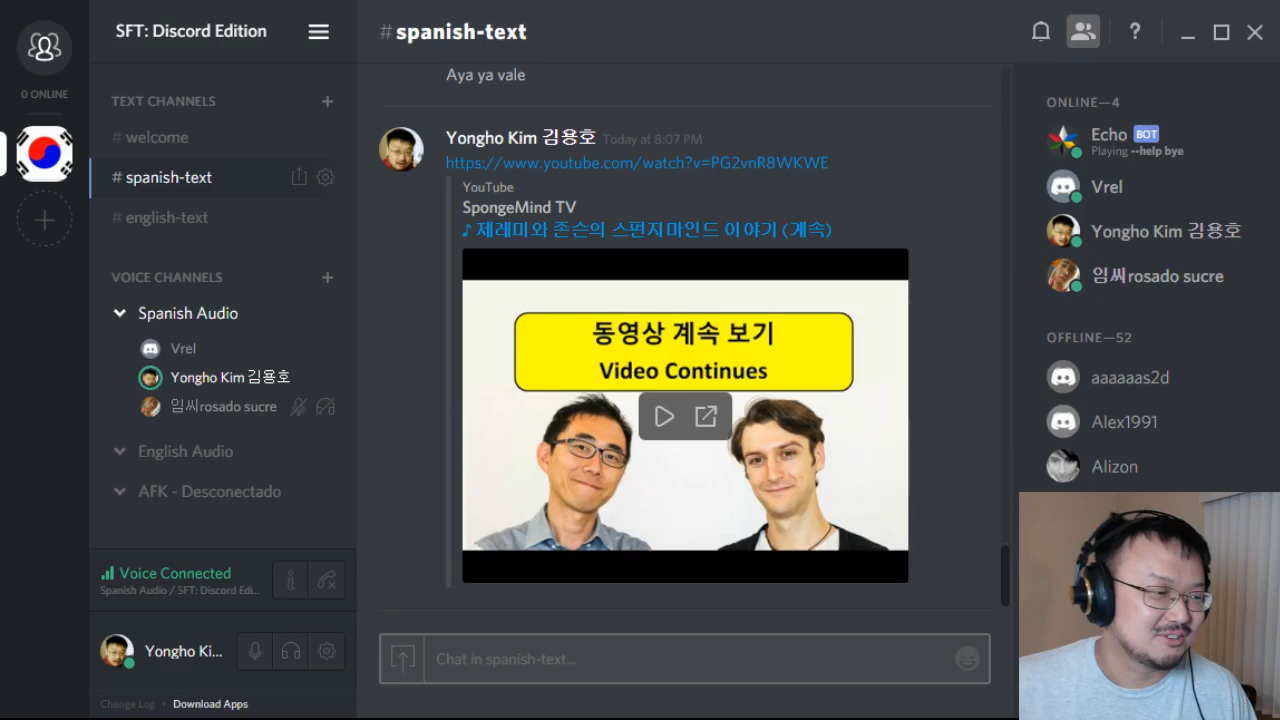 SFT: Discord Edition
0 ONLINE
TEXT CHANNELS
# welcome
# spanish-text
# english-text
VOICE CHANNELS
Spanish Audio
Vrel
Yongho Kim 김용호
임씨rosado sucre
English Audio
AFK - Desconectado
Voice Connected
Spanish Audio / SFT: Discord Edi...
Yongho Ki...
Change Log • Download Apps
# spanish-text
Aya ya vale
Yongho Kim 김용호 Today at 8:07 PM
https://www.youtube.com/watch?v=PG2vnR8WKWE
YouTube
SpongeMind TV
♪ 제레미와 존슨의 스펀지마인드 이야기 (계속)
동영상 계속 보기
Video Continues
Chat in spanish-text...
ONLINE—4
Echo BOT
Playing --help bye
Vrel
Yongho Kim 김용호
임씨rosado sucre
OFFLINE—52
aaaaaas2d
Alex1991
Alizon